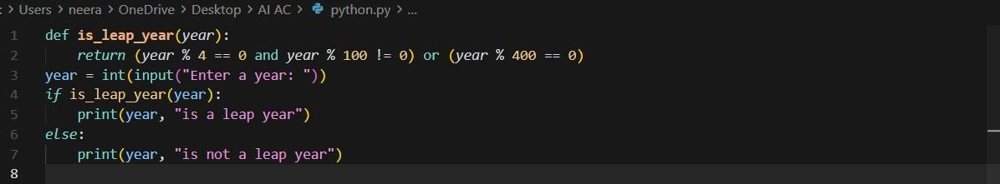 : > Users > neera > OneDrive > Desktop > AI AC > python.py > ...
1 def is_leap_year(year):
2     return (year % 4 == 0 and year % 100 != 0) or (year % 400 == 0)
3 year = int(input("Enter a year: "))
4 if is_leap_year(year):
5     print(year, "is a leap year")
6 else:
7     print(year, "is not a leap year")
8